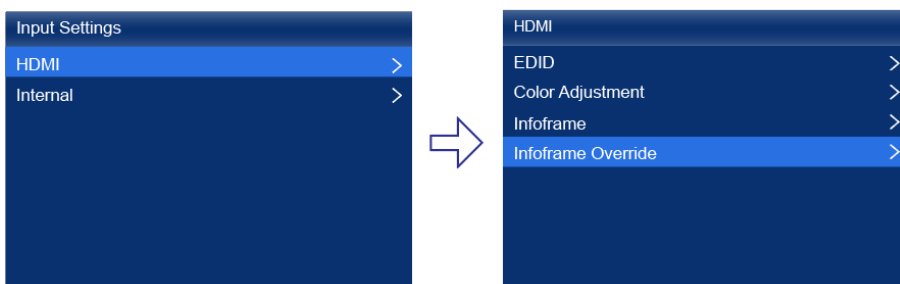 Input Settings
HDMI
Internal
HDMI
EDID
Color Adjustment
Infoframe
Infoframe Override